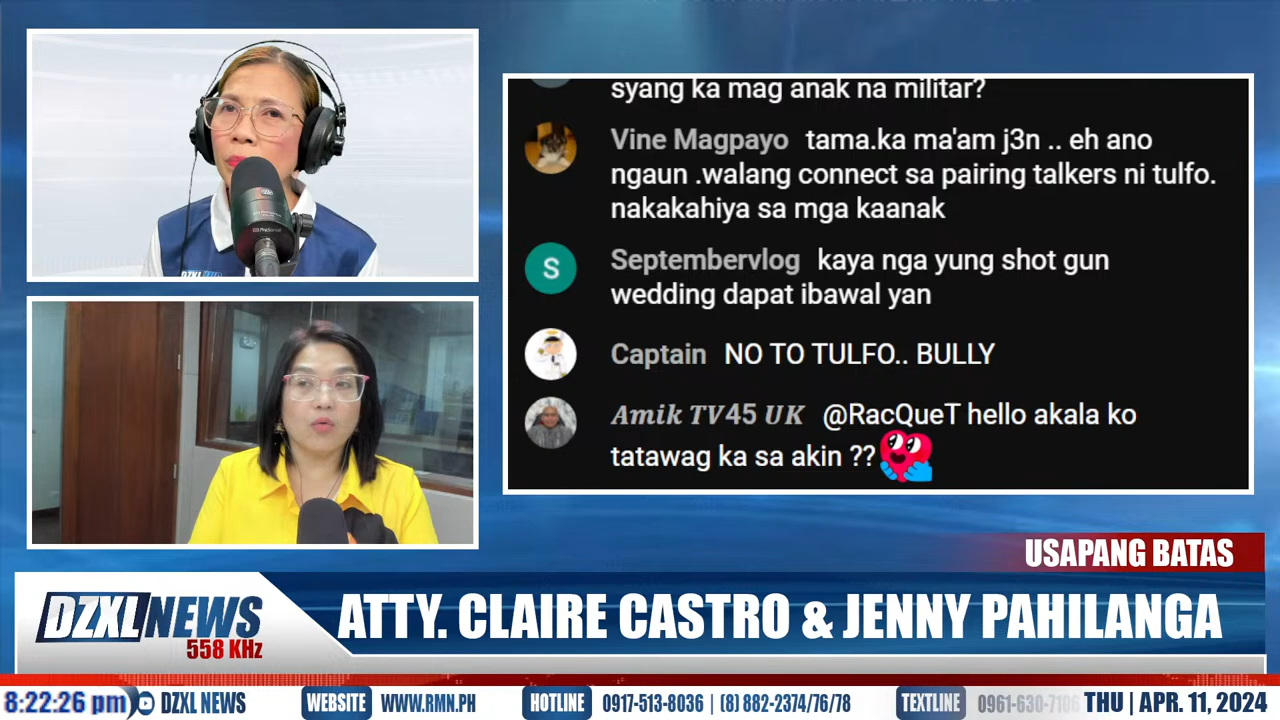 syang ka mag anak na militar?
Vine Magpayo tama.ka ma'am j3n .. eh ano
ngaun .walang connect sa pairing talkers ni tulfo.
nakakahiya sa mga kaanak
S
Septembervlog kaya nga yung shot gun
wedding dapat ibawal yan
Captain NO TO TULFO.. BULLY
Amik TV45 UK @RacQueT hello akala ko
tatawag ka sa akin ??
USAPANG BATAS
DZXL NEWS
558 KHz
ATTY. CLAIRE CASTRO & JENNY PAHILANGA
8:22:26 pm DZXL NEWS WEBSITE WWW.RMN.PH HOTLINE 0917-513-8036 | (8) 882-2374/76/78 TEXTLINE 0961-630-7106 THU | APR. 11, 2024